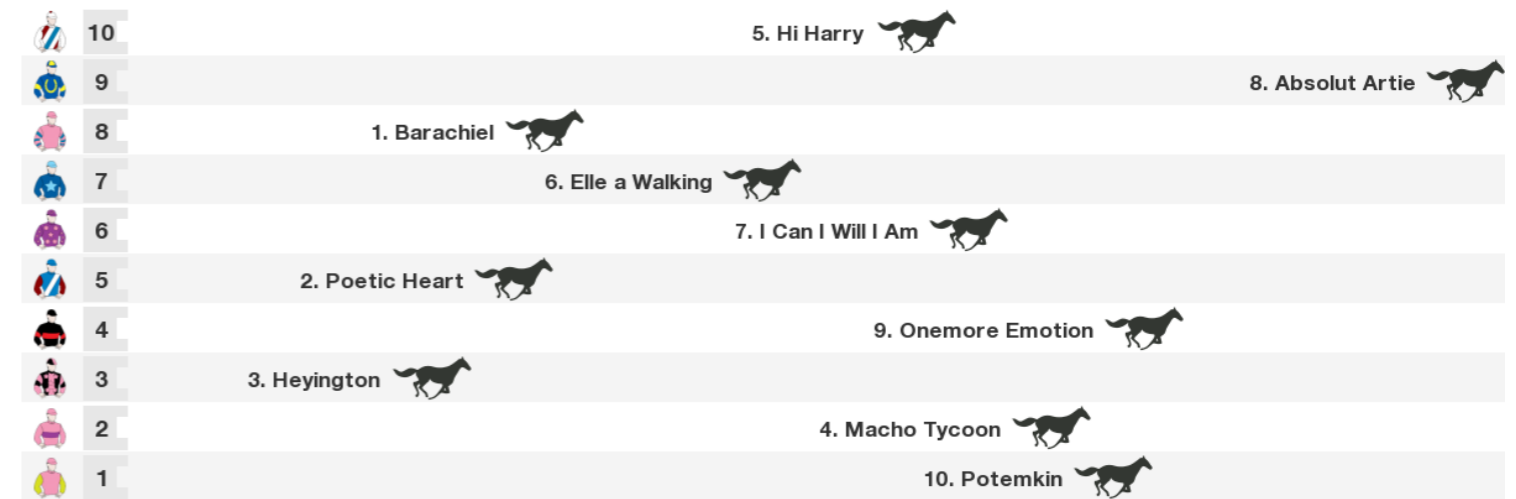 10 5. Hi Harry
9 8. Absolut Artie
8 1. Barachiel
7 6. Elle a Walking
6 7. I Can I Will I Am
5 2. Poetic Heart
4 9. Onemore Emotion
3 3. Heyington
2 4. Macho Tycoon
1 10. Potemkin